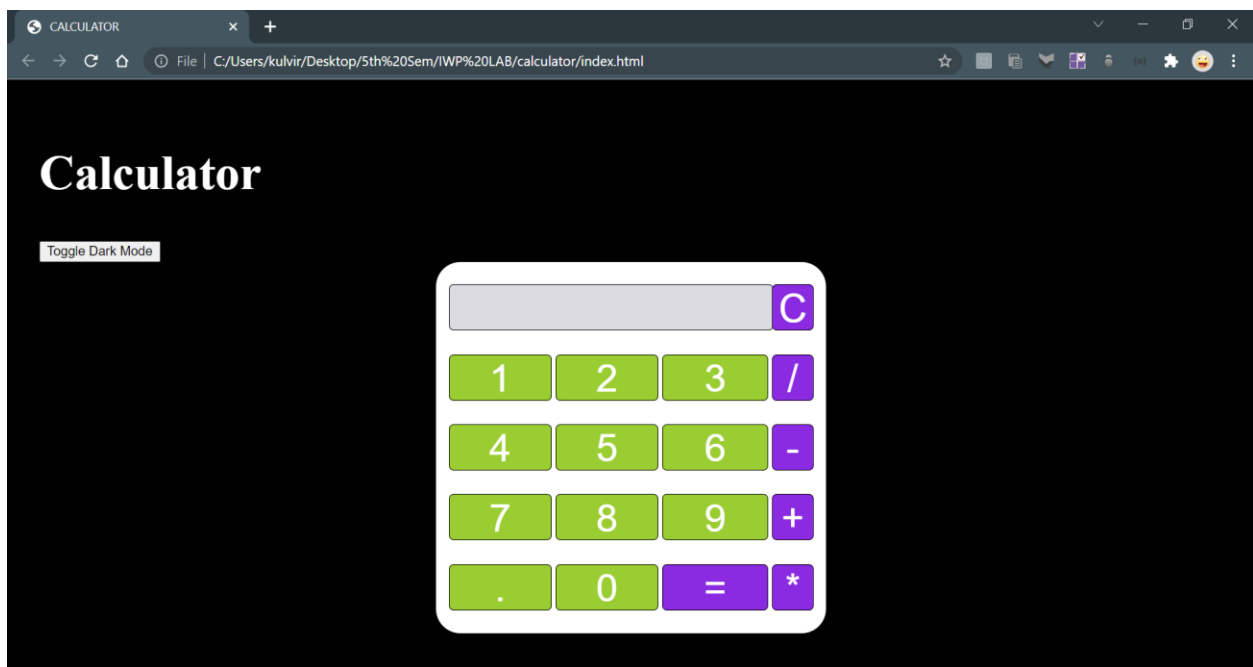 CALCULATOR
File | C:/Users/kulvir/Desktop/5th%20Sem/IWP%20LAB/calculator/index.html
Calculator
Toggle Dark Mode
C
1 2 3 /
4 5 6 -
7 8 9 +
. 0 = *